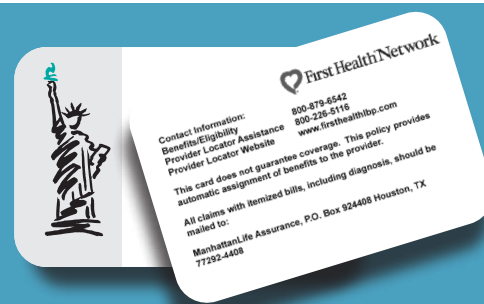 First Health Network
Contact Information:
Benefits/Eligibility 800-879-6542
Provider Locator Assistance 800-226-5116
Provider Locator Website www.firsthealthlbp.com
This card does not guarantee coverage. This policy provides
automatic assignment of benefits to the provider.
All claims with itemized bills, including diagnosis, should be
mailed to:
ManhattanLife Assurance, P.O. Box 924408 Houston, TX
77292-4408